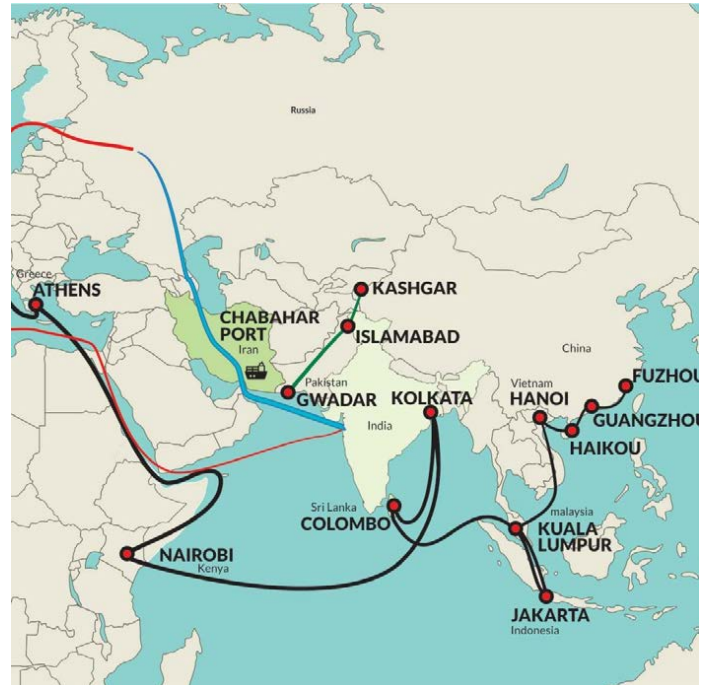 Russia
Greece
ATHENS
KASHGAR
CHABAHAR
PORT
Iran
ISLAMABAD
China
Pakistan
GWADAR
KOLKATA
India
Vietnam
HANOI
FUZHOU
GUANGZHOU
HAIKOU
Sri Lanka
COLOMBO
malaysia
KUALA
LUMPUR
NAIROBI
Kenya
JAKARTA
Indonesia